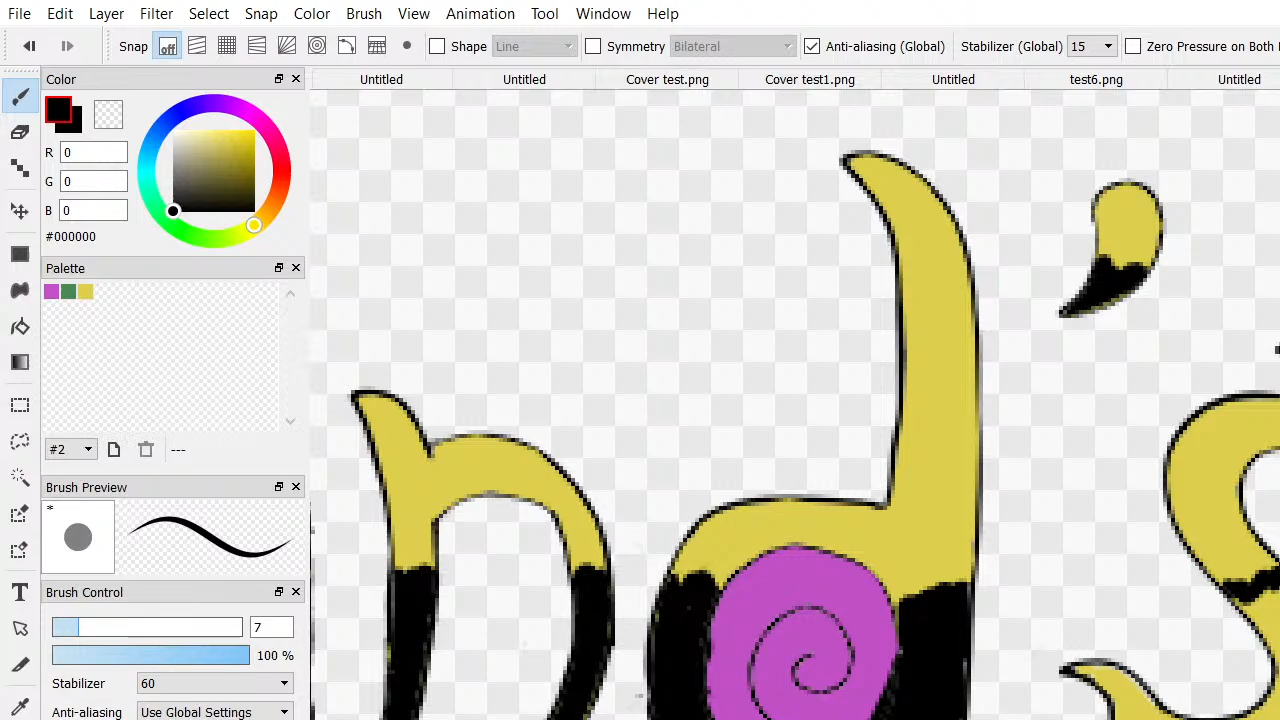 File Edit Layer Filter Select Snap Color Brush View Animation Tool Window Help
Snap off Shape Line Symmetry Bilateral Anti-aliasing (Global) Stabilizer (Global) 15 Zero Pressure on Both
Color
Untitled Untitled Cover test.png Cover test1.png Untitled test6.png Untitled
R 0
G 0
B 0
#000000
Palette
#2 ---
Brush Preview
*
Brush Control
7
100 %
Stabilizer 60
Anti-aliasing Use Global Settings
T
nd's